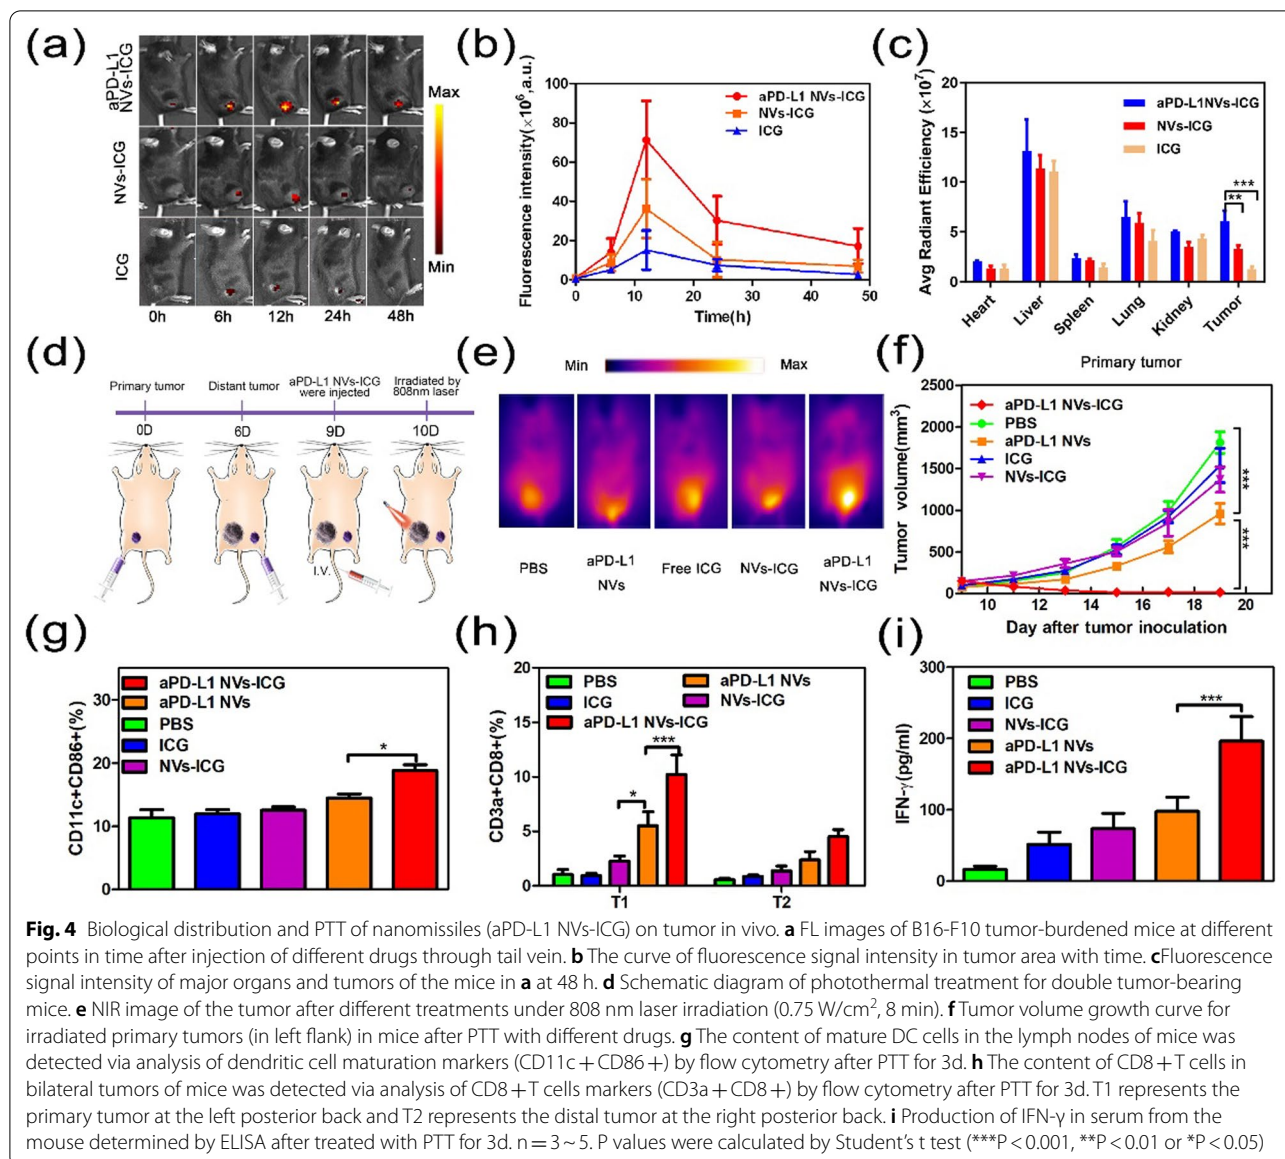 (a)
aPD-L1
NVs-ICG
NVs-ICG
ICG
Max
Min
0h 6h 12h 24h 48h
(b)
Fluorescence intensity(×10⁶,a.u.)
100
80
60
40
20
0
aPD-L1 NVs-ICG
NVs-ICG
ICG
0 10 20 30 40 50
Time(h)
(c)
Avg Radiant Efficiency (×10⁷)
20
15
10
5
0
aPD-L1NVs-ICG
NVs-ICG
ICG
***
**
Heart Liver Spleen Lung Kidney Tumor
(d)
Primary tumor Distant tumor aPD-L1 NVs-ICG were injected Irradiated by 808nm laser
0D 6D 9D 10D
I.V.
(e)
Min Max
PBS aPD-L1 NVs Free ICG NVs-ICG aPD-L1 NVs-ICG
(f)
Primary tumor
Tumor volume(mm³)
2500
2000
1500
1000
500
0
aPD-L1 NVs-ICG
PBS
aPD-L1 NVs
ICG
NVs-ICG
***
***
10 12 14 16 18 20
Day after tumor inoculation
(g)
CD11c+CD86+(%)
30
20
10
0
aPD-L1 NVs-ICG
aPD-L1 NVs
PBS
ICG
NVs-ICG
*
(h)
CD3a+CD8+(%)
20
15
10
5
0
PBS aPD-L1 NVs
ICG NVs-ICG
aPD-L1 NVs-ICG
***
*
T1 T2
(i)
IFN-γ(pg/ml)
300
200
100
0
PBS
ICG
NVs-ICG
aPD-L1 NVs
aPD-L1 NVs-ICG
***
Fig. 4 Biological distribution and PTT of nanomissiles (aPD-L1 NVs-ICG) on tumor in vivo. a FL images of B16-F10 tumor-burdened mice at different
points in time after injection of different drugs through tail vein. b The curve of fluorescence signal intensity in tumor area with time. cFluorescence
signal intensity of major organs and tumors of the mice in a at 48 h. d Schematic diagram of photothermal treatment for double tumor-bearing
mice. e NIR image of the tumor after different treatments under 808 nm laser irradiation (0.75 W/cm², 8 min). f Tumor volume growth curve for
irradiated primary tumors (in left flank) in mice after PTT with different drugs. g The content of mature DC cells in the lymph nodes of mice was
detected via analysis of dendritic cell maturation markers (CD11c + CD86 +) by flow cytometry after PTT for 3d. h The content of CD8 + T cells in
bilateral tumors of mice was detected via analysis of CD8 + T cells markers (CD3a + CD8 +) by flow cytometry after PTT for 3d. T1 represents the
primary tumor at the left posterior back and T2 represents the distal tumor at the right posterior back. i Production of IFN-γ in serum from the
mouse determined by ELISA after treated with PTT for 3d. n = 3 ~ 5. P values were calculated by Student's t test (***P < 0.001, **P < 0.01 or *P < 0.05)